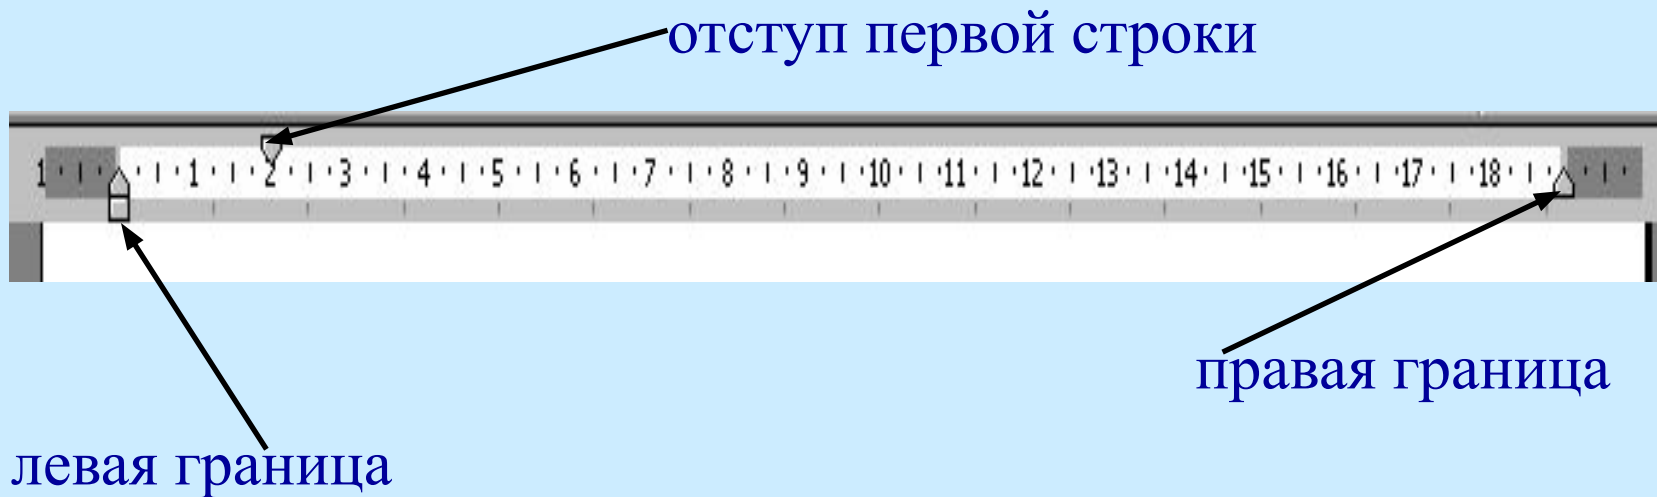 отступ первой строки
1 1 2 3 4 5 6 7 8 9 10 11 12 13 14 15 16 17 18
правая граница
левая граница